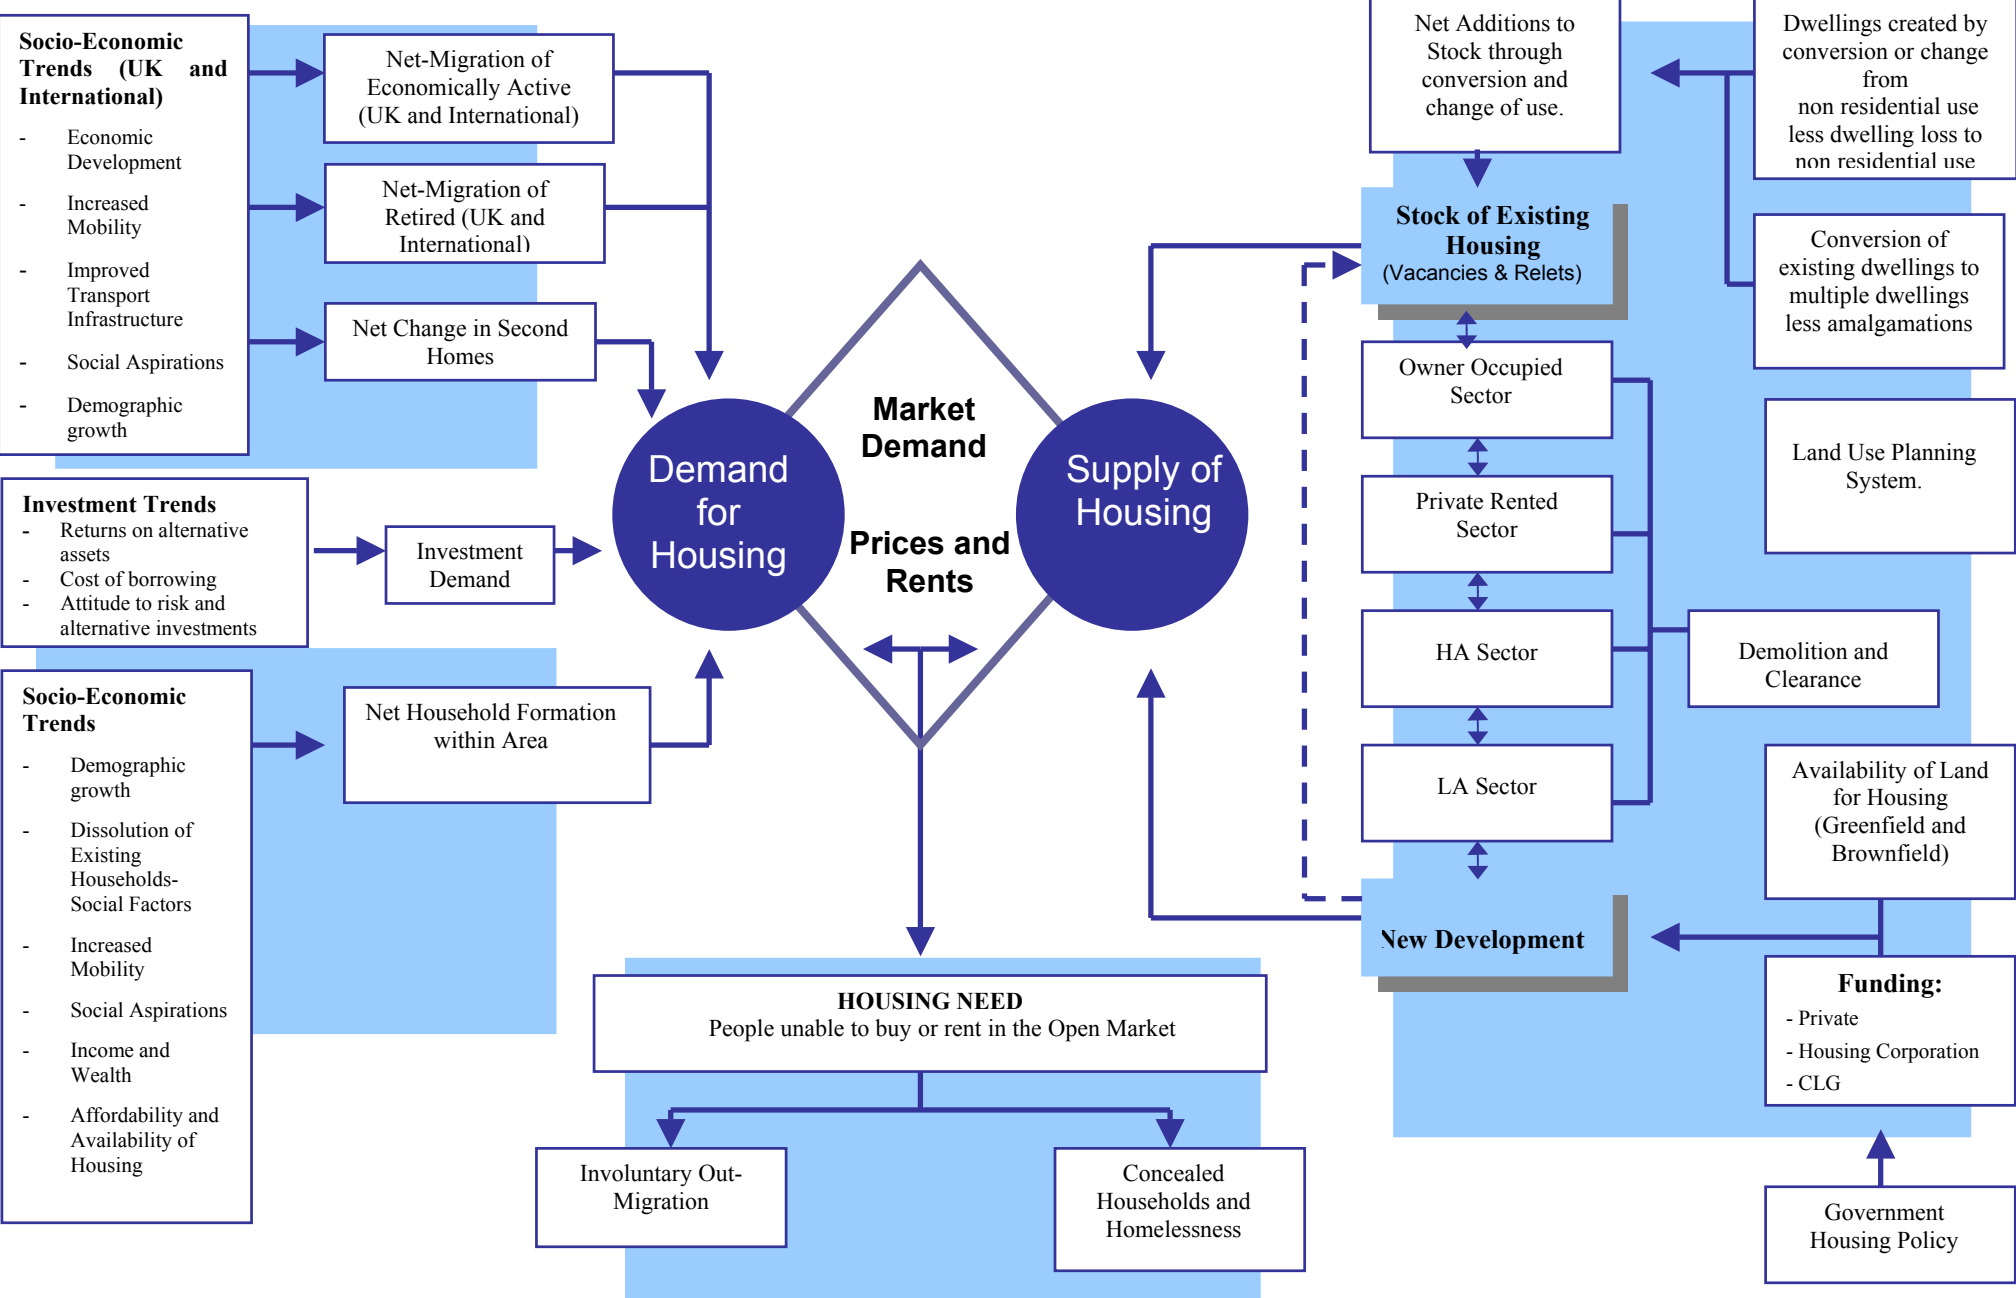 Socio-Economic
Trends (UK and
International)
- Economic
Development
- Increased
Mobility
- Improved
Transport
Infrastructure
- Social Aspirations
- Demographic
growth
Net-Migration of
Economically Active
(UK and International)
Net-Migration of
Retired (UK and
International)
Net Change in Second
Homes
Investment Trends
- Returns on alternative
assets
- Cost of borrowing
- Attitude to risk and
alternative investments
Investment
Demand
Socio-Economic
Trends
- Demographic
growth
- Dissolution of
Existing
Households-
Social Factors
- Increased
Mobility
- Social Aspirations
- Income and
Wealth
- Affordability and
Availability of
Housing
Net Household Formation
within Area
Demand
for
Housing
Market
Demand
Prices and
Rents
Supply of
Housing
HOUSING NEED
People unable to buy or rent in the Open Market
Involuntary Out-
Migration
Concealed
Households and
Homelessness
Net Additions to
Stock through
conversion and
change of use.
Stock of Existing
Housing
(Vacancies & Relets)
Owner Occupied
Sector
Private Rented
Sector
HA Sector
LA Sector
New Development
Dwellings created by
conversion or change
from
non residential use
less dwelling loss to
non residential use
Conversion of
existing dwellings to
multiple dwellings
less amalgamations
Land Use Planning
System.
Demolition and
Clearance
Availability of Land
for Housing
(Greenfield and
Brownfield)
Funding:
- Private
- Housing Corporation
- CLG
Government
Housing Policy